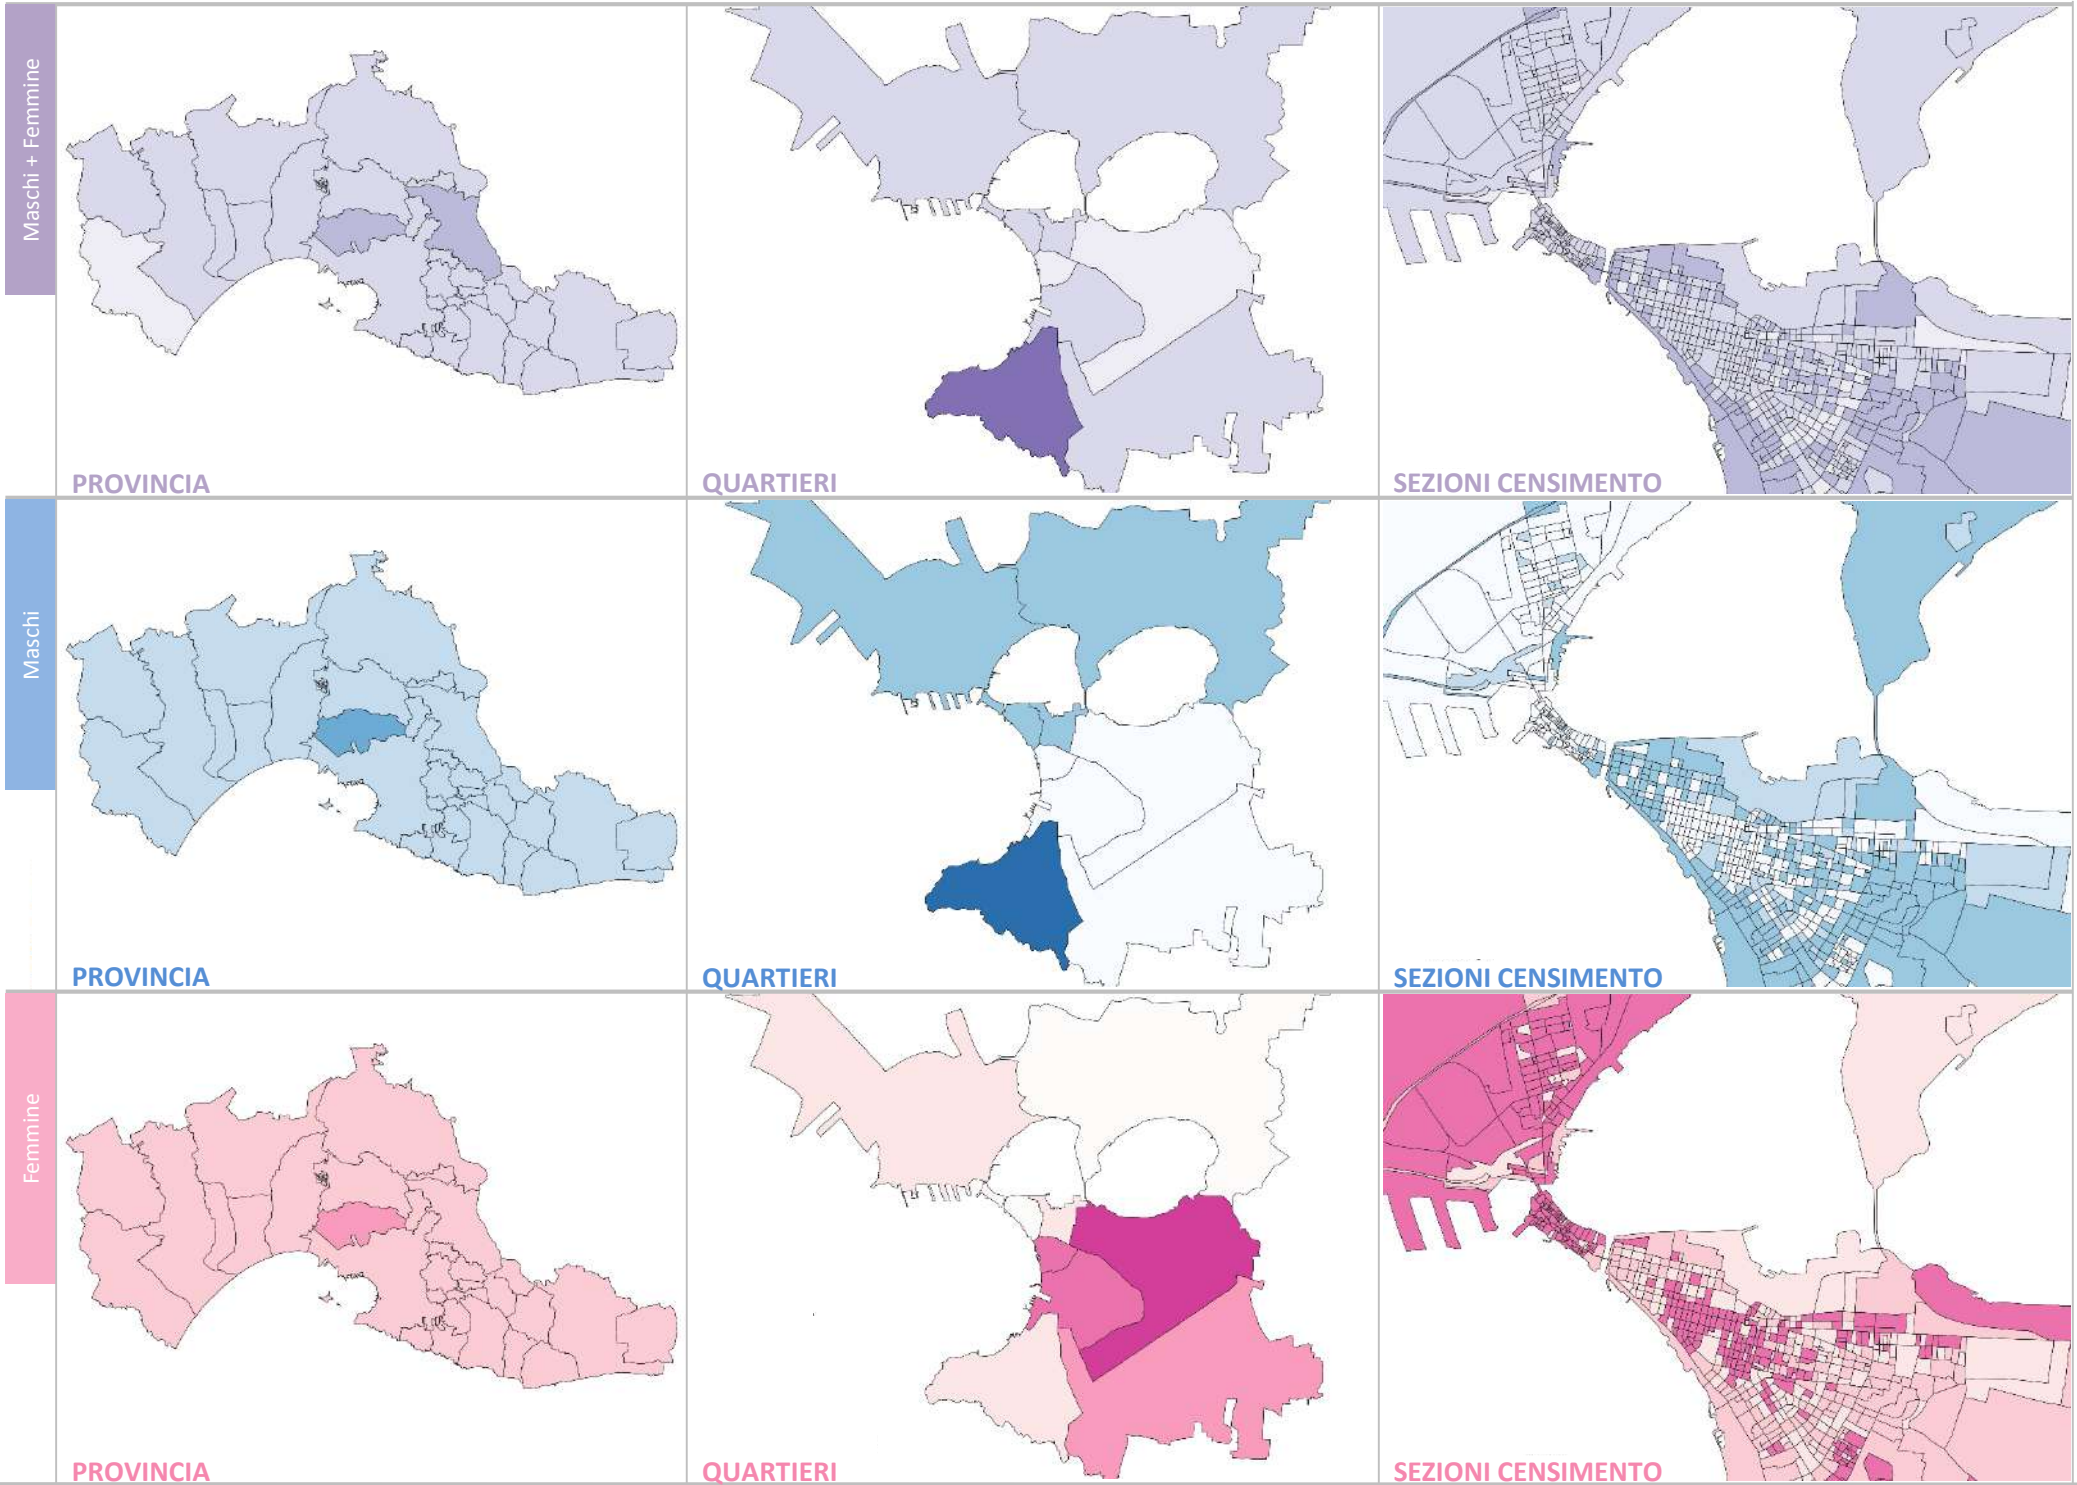 Maschi + Femmine
PROVINCIA
QUARTIERI
SEZIONI CENSIMENTO
Maschi
PROVINCIA
QUARTIERI
SEZIONI CENSIMENTO
Femmine
PROVINCIA
QUARTIERI
SEZIONI CENSIMENTO